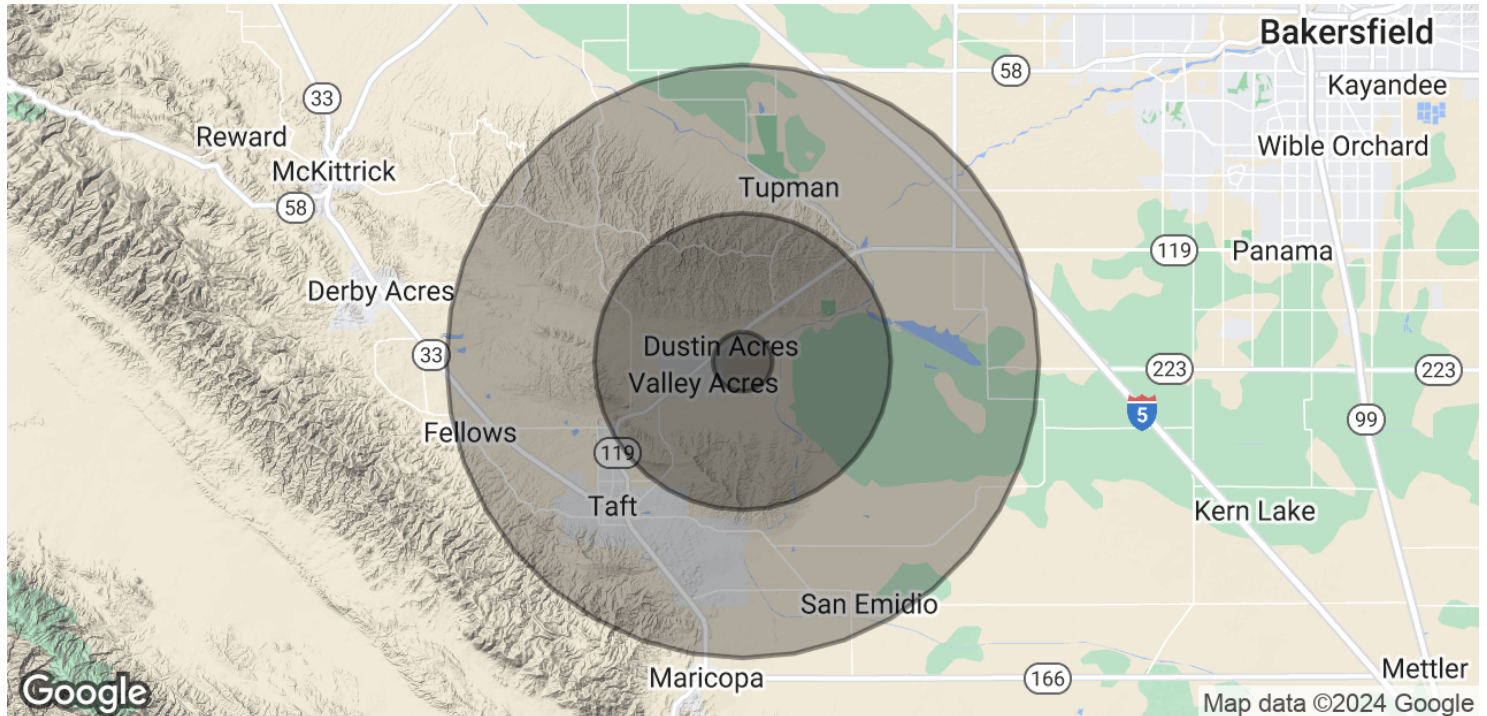 Bakersfield
58
Kayandee
33
Reward
Wible Orchard
McKittrick
Tupman
58
119
Panama
Derby Acres
Dustin Acres
33
Valley Acres
223
223
5
99
Fellows
119
Taft
Kern Lake
San Emidio
Maricopa
166
Mettler
Google
Map data ©2024 Google